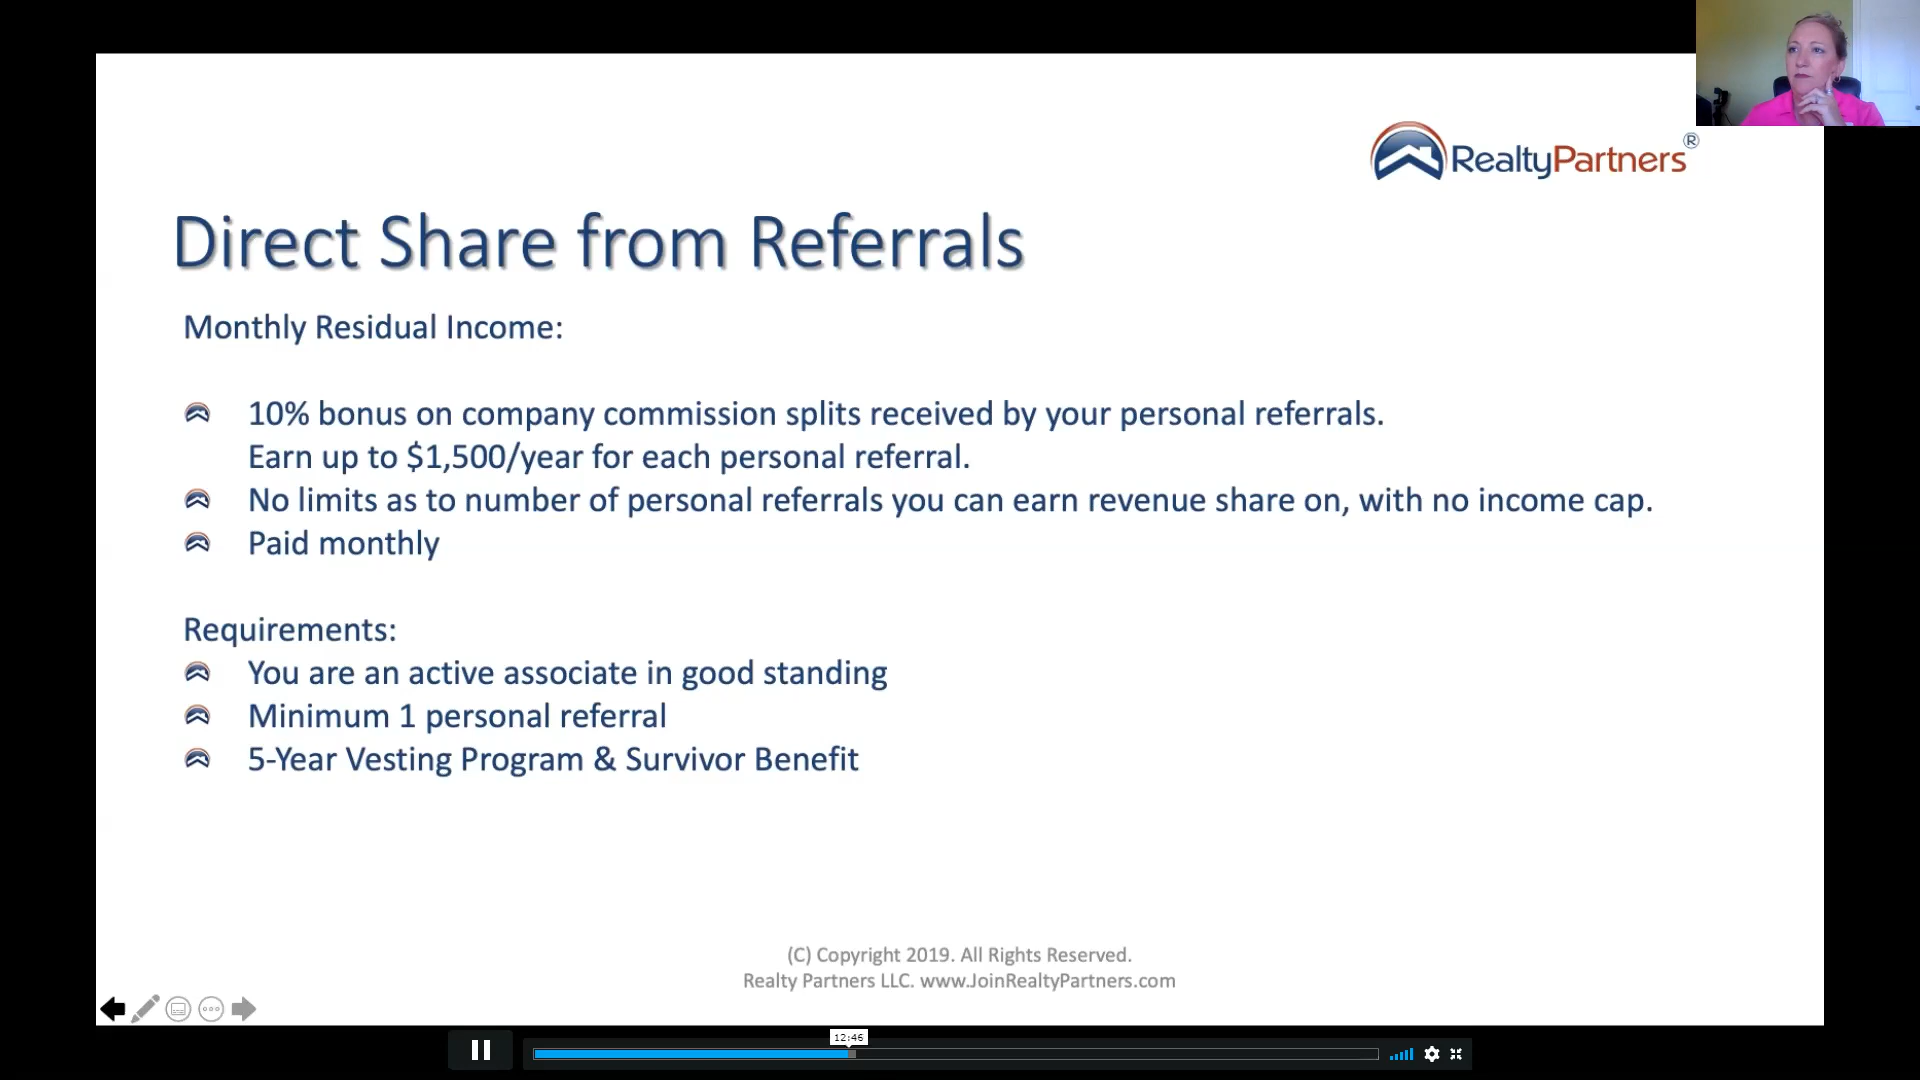 RealtyPartners®
Direct Share from Referrals
Monthly Residual Income:
10% bonus on company commission splits received by your personal referrals.
Earn up to $1,500/year for each personal referral.
No limits as to number of personal referrals you can earn revenue share on, with no income cap.
Paid monthly
Requirements:
You are an active associate in good standing
Minimum 1 personal referral
5-Year Vesting Program & Survivor Benefit
(C) Copyright 2019. All Rights Reserved.
Realty Partners LLC. www.JoinRealtyPartners.com
12:46